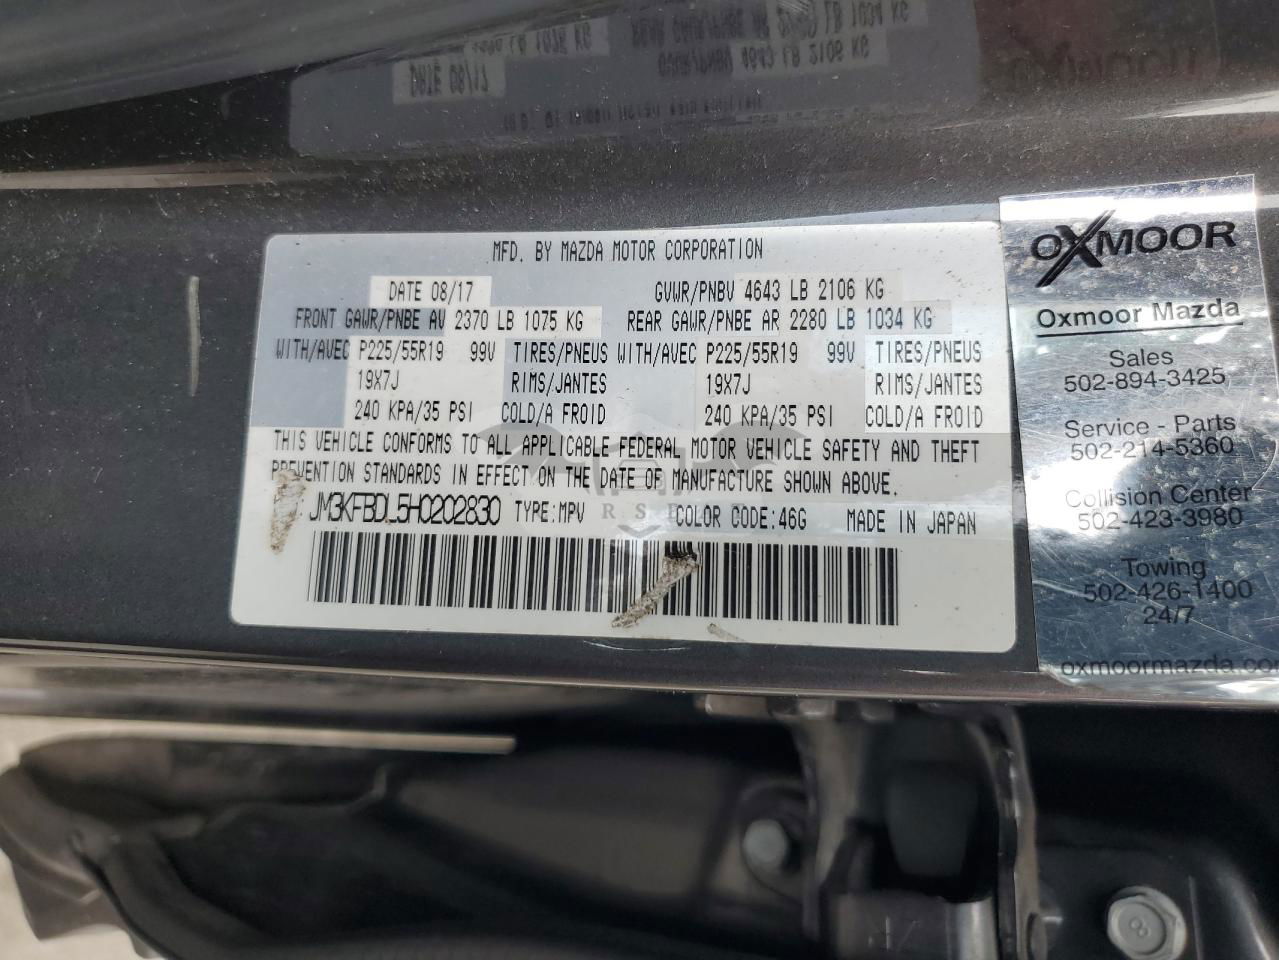 MFD. BY MAZDA MOTOR CORPORATION
DATE 08/17 GVWR/PNBV 4643 LB 2106 KG
FRONT GAWR/PNBE AV 2370 LB 1075 KG REAR GAWR/PNBE AR 2280 LB 1034 KG
WITH/AVEC P225/55R19 99V TIRES/PNEUS WITH/AVEC P225/55R19 99V TIRES/PNEUS
19X7J RIMS/JANTES 19X7J RIMS/JANTES
240 KPA/35 PSI COLD/A FROID 240 KPA/35 PSI COLD/A FROID
THIS VEHICLE CONFORMS TO ALL APPLICABLE FEDERAL MOTOR VEHICLE SAFETY AND THEFT
PREVENTION STANDARDS IN EFFECT ON THE DATE OF MANUFACTURE SHOWN ABOVE.
JM3KFBDL5H0202830 TYPE:MPV COLOR CODE:46G MADE IN JAPAN
RSE
OXMOOR
Oxmoor Mazda
Sales
502-894-3425
Service - Parts
502-214-5360
Collision Center
502-423-3980
Towing
502-426-1400
24/7
oxmoormazda.co
8